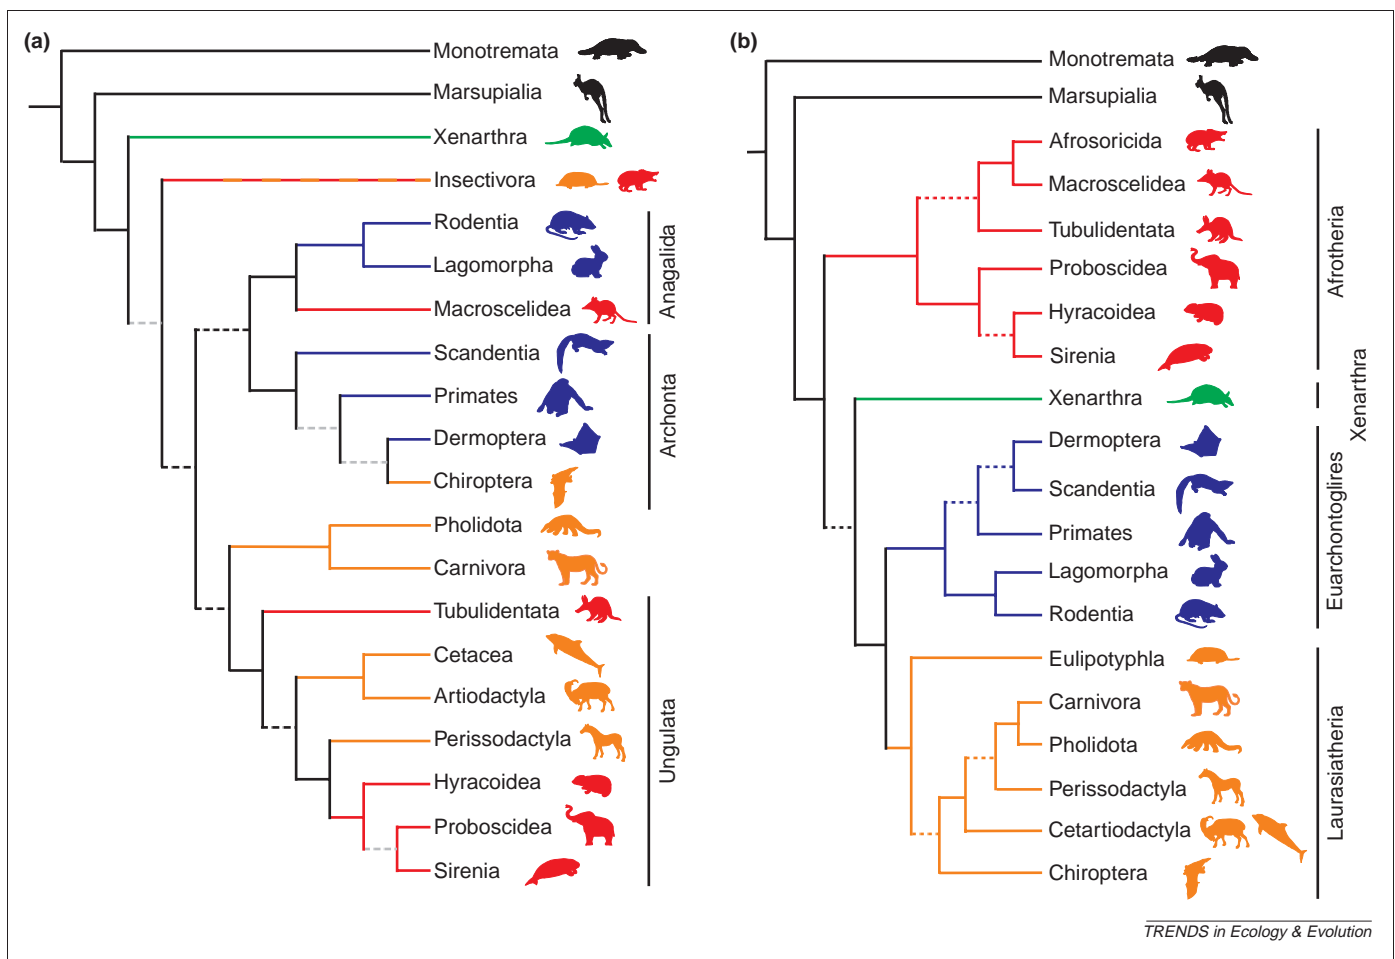 (a)
Monotremata
Marsupialia
Xenarthra
Insectivora
Rodentia
Lagomorpha
Macroscelidea
Scandentia
Primates
Dermoptera
Chiroptera
Pholidota
Carnivora
Tubulidentata
Cetacea
Artiodactyla
Perissodactyla
Hyracoidea
Proboscidea
Sirenia
Anagalida
Archonta
Ungulata
(b)
Monotremata
Marsupialia
Afrosoricida
Macroscelidea
Tubulidentata
Proboscidea
Hyracoidea
Sirenia
Xenarthra
Dermoptera
Scandentia
Primates
Lagomorpha
Rodentia
Eulipotyphla
Carnivora
Pholidota
Perissodactyla
Cetartiodactyla
Chiroptera
Afrotheria
Xenarthra
Euarchontoglires
Laurasiatheria
TRENDS in Ecology & Evolution